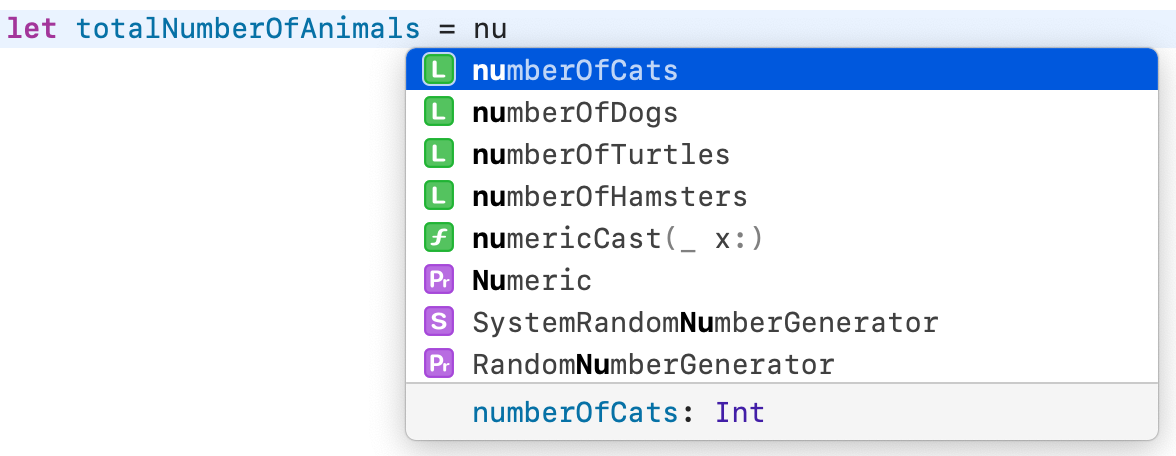 let totalNumberOfAnimals = nu
L numberOfCats
L numberOfDogs
L numberOfTurtles
L numberOfHamsters
f numericCast(_ x:)
Pr Numeric
S SystemRandomNumberGenerator
Pr RandomNumberGenerator
numberOfCats: Int